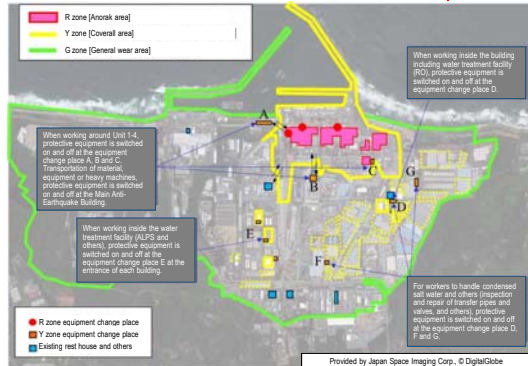 R zone [Anorak area]
Y zone [Coverall area]
G zone [General wear area]
When working inside the building
including water treatment facility
(RO), protective equipment is
switched on and off at the
equipment change place D.
A
When working around Unit 1-4,
protective equipment is switched
on and off at the equipment
change place A, B and C.
Transportation of material,
equipment or heavy machines,
protective equipment is switched
on and off at the Main Anti-
Earthquake Building.
B
C
G
D
When working inside the water
treatment facility (ALPS and
others), protective equipment is
switched on and off at the
equipment change place E at the
entrance of each building.
E
F
For workers to handle condensed
salt water and others (inspection
and repair of transfer pipes and
valves, and others), protective
equipment is switched on and off
at the equipment change place D,
F and G.
R zone equipment change place
Y zone equipment change place
Existing rest house and others
Provided by Japan Space Imaging Corp., © DigitalGlobe